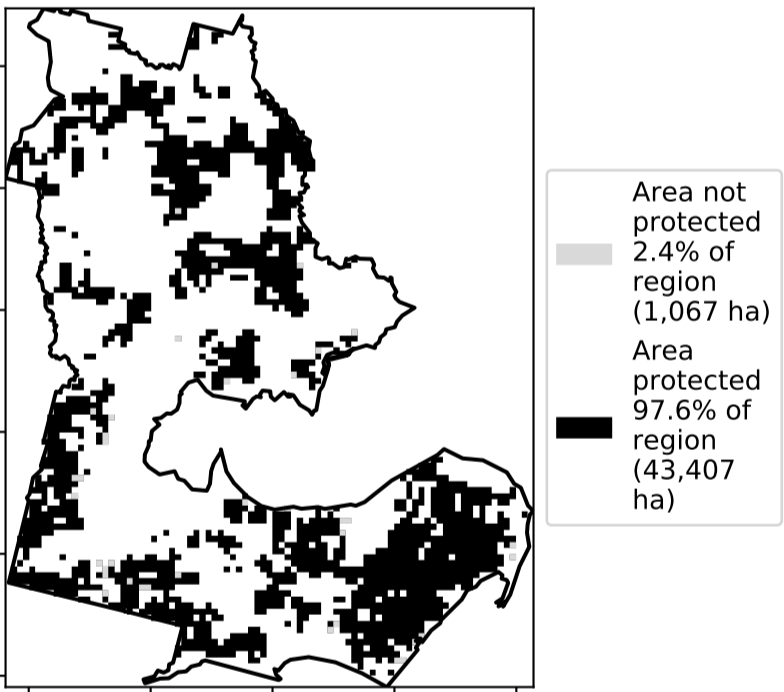 Area not
protected
2.4% of
region
(1,067 ha)
Area
protected
97.6% of
region
(43,407
ha)